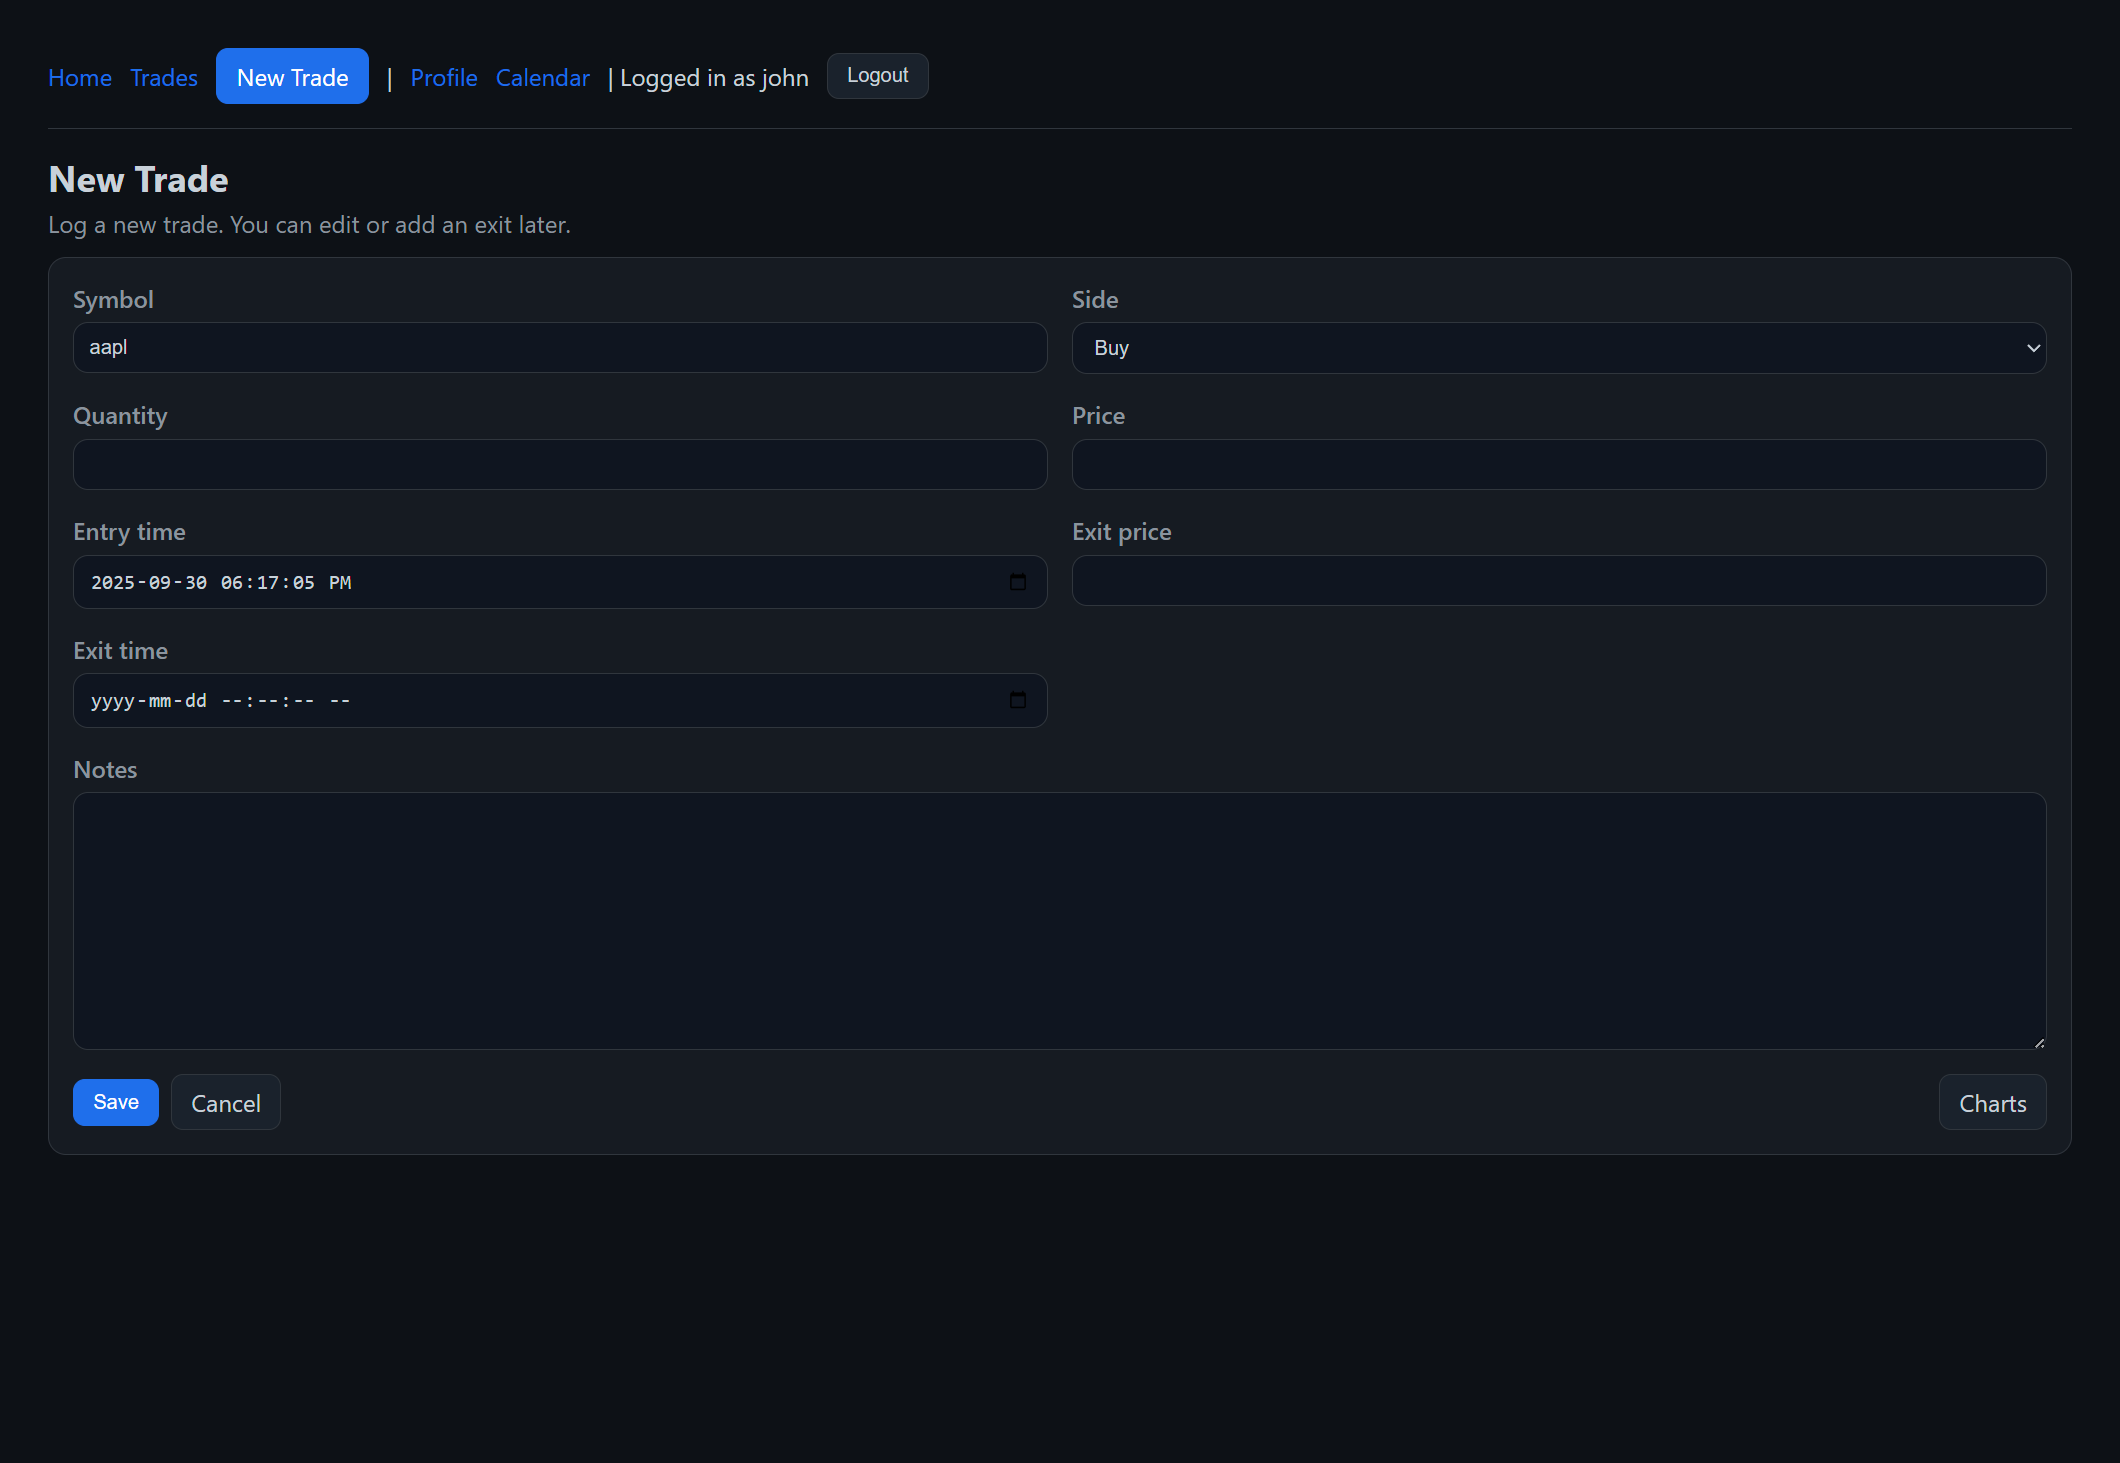 Home Trades New Trade | Profile Calendar | Logged in as john Logout
New Trade
Log a new trade. You can edit or add an exit later.
Symbol Side
aapl Buy
Quantity Price
Entry time Exit price
2025-09-30 06:17:05 PM
Exit time
yyyy-mm-dd --:--:-- --
Notes
Save Cancel Charts